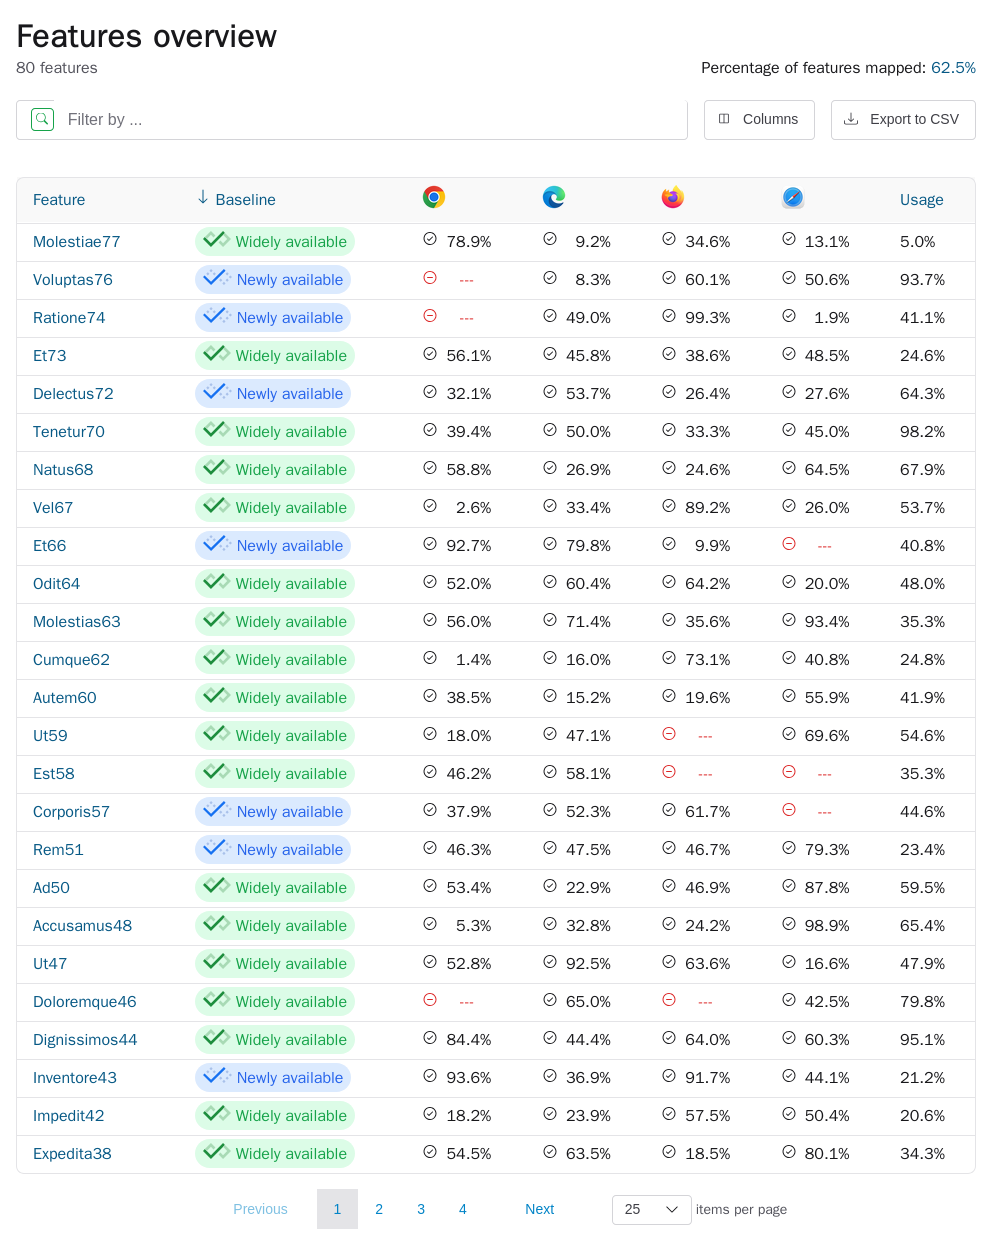 Features overview
80 features
Percentage of features mapped: 62.5%
Filter by ...
Columns
Export to CSV
Feature Baseline Usage
Molestiae77 Widely available 78.9% 9.2% 34.6% 13.1% 5.0%
Voluptas76 Newly available --- 8.3% 60.1% 50.6% 93.7%
Ratione74 Newly available --- 49.0% 99.3% 1.9% 41.1%
Et73 Widely available 56.1% 45.8% 38.6% 48.5% 24.6%
Delectus72 Newly available 32.1% 53.7% 26.4% 27.6% 64.3%
Tenetur70 Widely available 39.4% 50.0% 33.3% 45.0% 98.2%
Natus68 Widely available 58.8% 26.9% 24.6% 64.5% 67.9%
Vel67 Widely available 2.6% 33.4% 89.2% 26.0% 53.7%
Et66 Newly available 92.7% 79.8% 9.9% --- 40.8%
Odit64 Widely available 52.0% 60.4% 64.2% 20.0% 48.0%
Molestias63 Widely available 56.0% 71.4% 35.6% 93.4% 35.3%
Cumque62 Widely available 1.4% 16.0% 73.1% 40.8% 24.8%
Autem60 Widely available 38.5% 15.2% 19.6% 55.9% 41.9%
Ut59 Widely available 18.0% 47.1% --- 69.6% 54.6%
Est58 Widely available 46.2% 58.1% --- --- 35.3%
Corporis57 Newly available 37.9% 52.3% 61.7% --- 44.6%
Rem51 Newly available 46.3% 47.5% 46.7% 79.3% 23.4%
Ad50 Widely available 53.4% 22.9% 46.9% 87.8% 59.5%
Accusamus48 Widely available 5.3% 32.8% 24.2% 98.9% 65.4%
Ut47 Widely available 52.8% 92.5% 63.6% 16.6% 47.9%
Doloremque46 Widely available --- 65.0% --- 42.5% 79.8%
Dignissimos44 Widely available 84.4% 44.4% 64.0% 60.3% 95.1%
Inventore43 Newly available 93.6% 36.9% 91.7% 44.1% 21.2%
Impedit42 Widely available 18.2% 23.9% 57.5% 50.4% 20.6%
Expedita38 Widely available 54.5% 63.5% 18.5% 80.1% 34.3%
Previous 1 2 3 4 Next 25 items per page